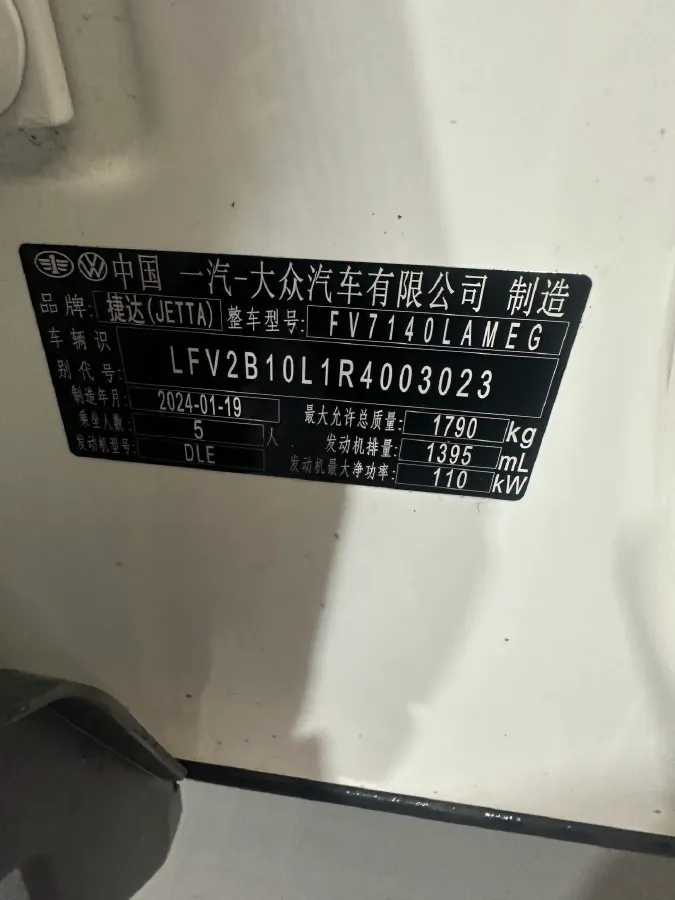 中国 一汽-大众汽车有限公司 制造
品牌: 捷达(JETTA) 整车型号: FV7140LAMEG
车辆识别代号: LFV2B10L1R4003023
制造年月: 2024-01-19 最大允许总质量: 1790 kg
乘坐人数: 5 人 发动机排量: 1395 mL
发动机型号: DLE 发动机最大净功率: 110 kW